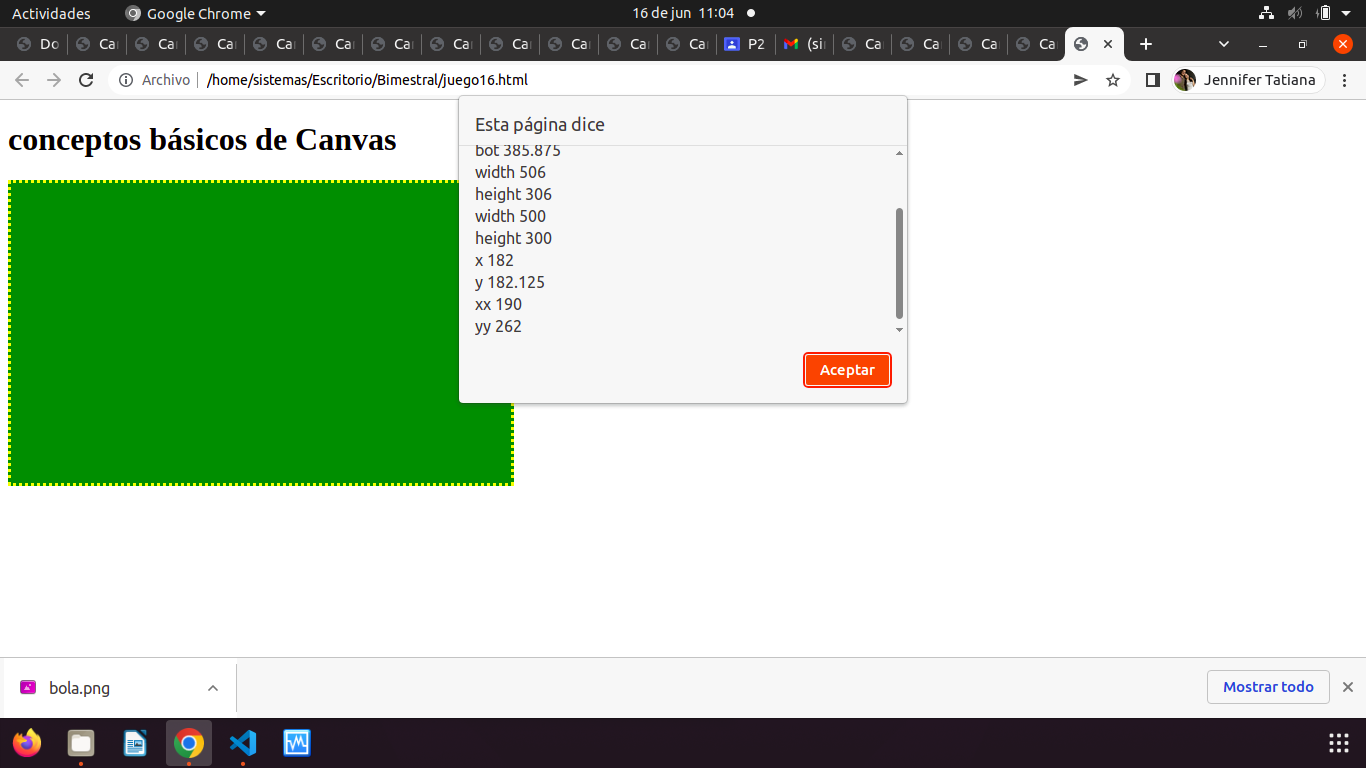 Actividades
Google Chrome
16 de jun 11:04
Do
Ca
Ca
Ca
Ca
Ca
Ca
Ca
Ca
Ca
Ca
Ca
P2
(si
Ca
Ca
Ca
Ca
Archivo
/home/sistemas/Escritorio/Bimestral/juego16.html
Jennifer Tatiana
conceptos básicos de Canvas
Esta página dice
bot 385.875
width 506
height 306
width 500
height 300
x 182
y 182.125
xx 190
yy 262
Aceptar
bola.png
Mostrar todo